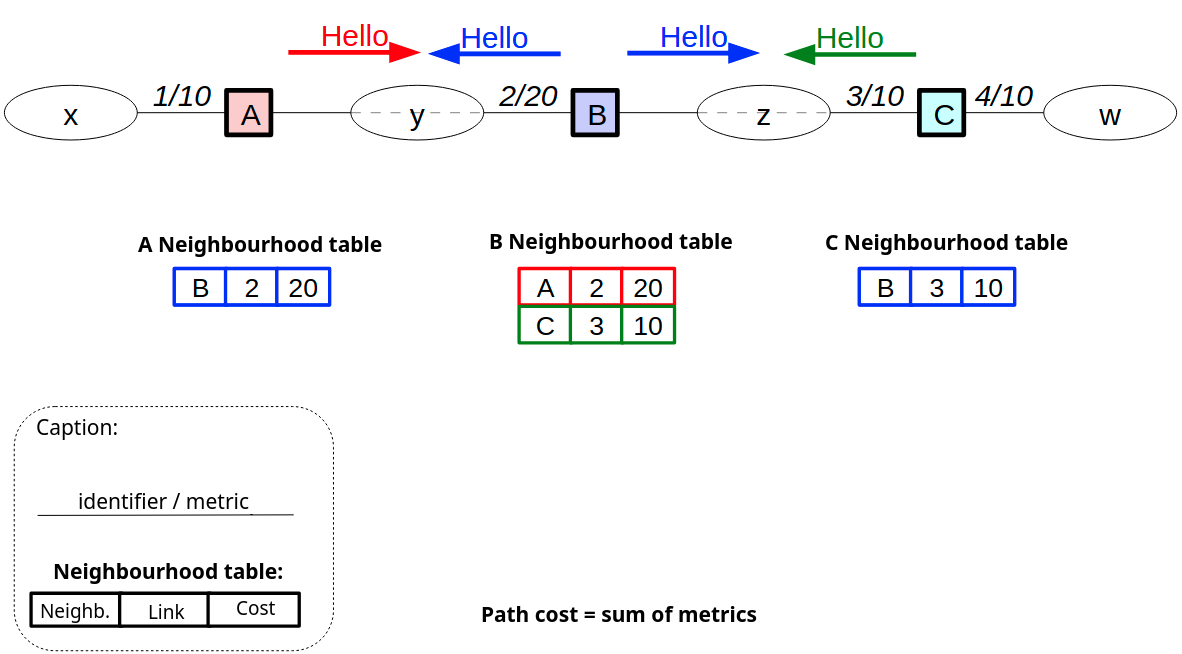 Hello Hello Hello Hello
x 1/10 A y 2/20 B z 3/10 C 4/10 w
A Neighbourhood table B Neighbourhood table C Neighbourhood table
B 2 20 A 2 20 B 3 10
C 3 10
Caption:
identifier / metric
Neighbourhood table:
Neighb. Link Cost
Path cost = sum of metrics